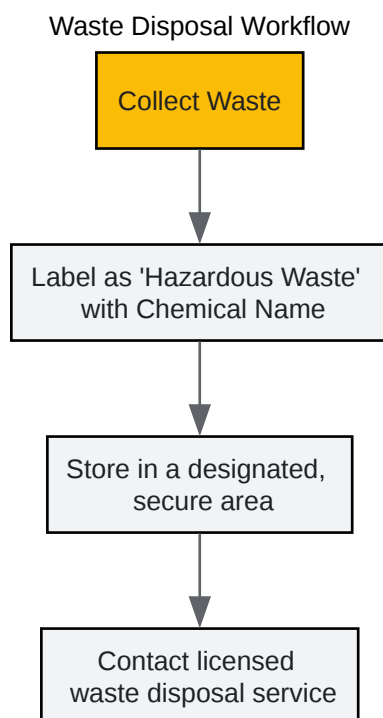 Waste Disposal Workflow
Collect Waste
Label as 'Hazardous Waste'
with Chemical Name
Store in a designated,
secure area
Contact licensed
waste disposal service